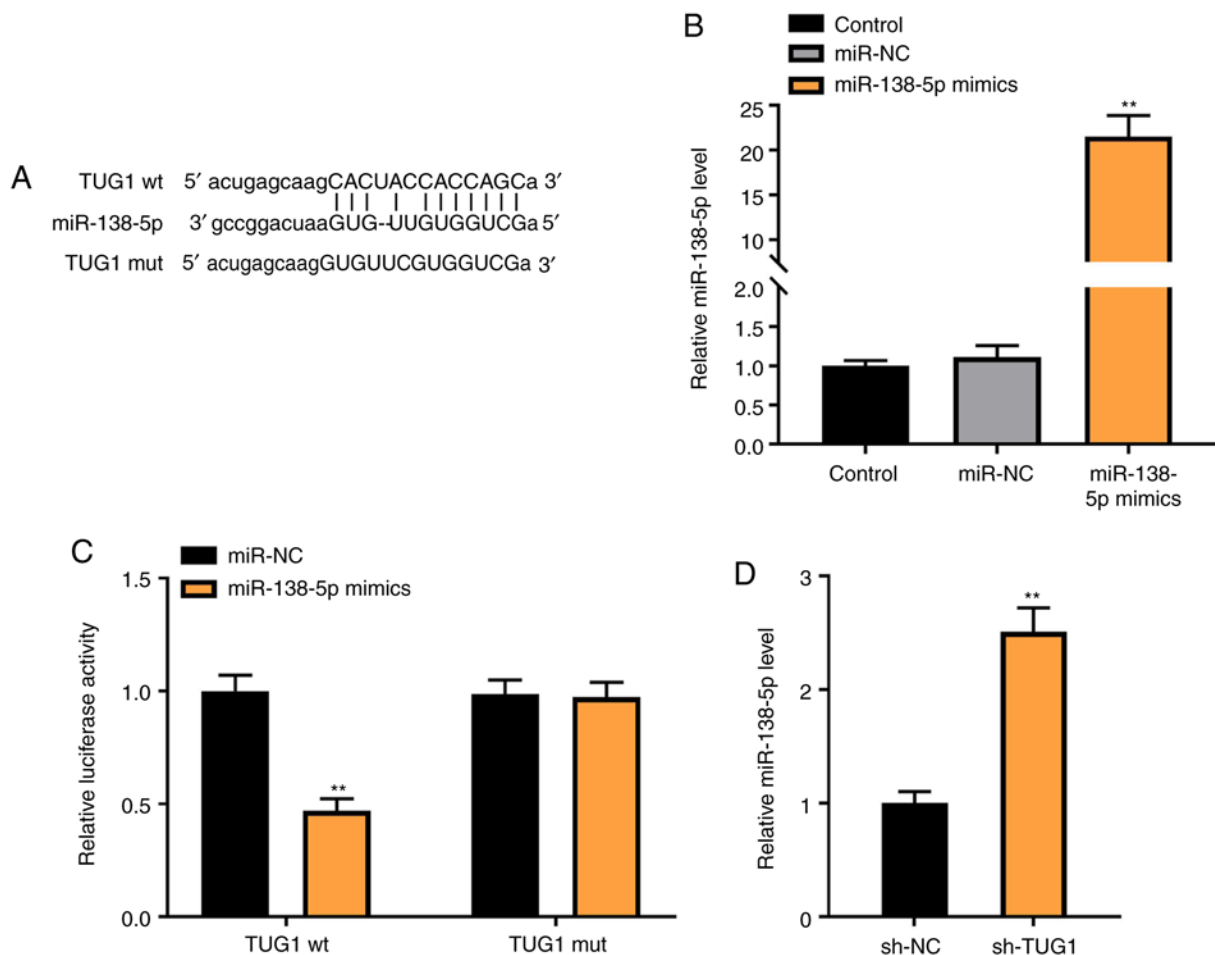 A
TUG1 wt 5′ acugagcaagCACUACCACCAGCa 3′
miR-138-5p 3′ gccggacuaaGUG--UUGUGGUCGa 5′
TUG1 mut 5′ acugagcaagGUGUUCGUGGUCGa 3′
B
Control
miR-NC
miR-138-5p mimics
Relative miR-138-5p level
25
20
15
10
2.0
1.5
1.0
0.5
0.0
**
Control
miR-NC
miR-138-
5p mimics
C
miR-NC
miR-138-5p mimics
Relative luciferase activity
1.5
1.0
0.5
0.0
**
TUG1 wt
TUG1 mut
D
Relative miR-138-5p level
3
2
1
0
**
sh-NC
sh-TUG1